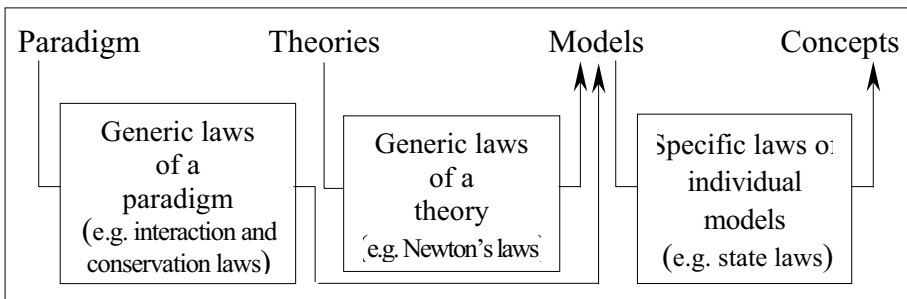 Paradigm Theories Models Concepts
Generic laws
of a
paradigm
(e.g. interaction and
conservation laws)
Generic laws
of a
theory
(e.g. Newton's laws)
Specific laws of
individual
models
(e.g. state laws)